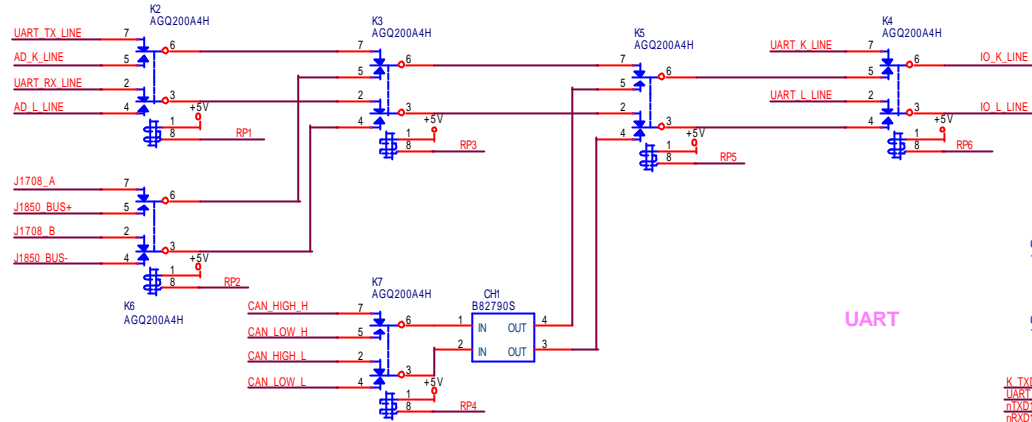 K2
AGQ200A4H
UART_TX_LINE
7
6
AD_K_LINE
5
UART_RX_LINE
2
3
AD_L_LINE
4
+5V
1
8
RP1
K3
AGQ200A4H
7
6
5
2
3
4
+5V
1
8
RP3
K5
AGQ200A4H
7
6
5
2
3
4
+5V
1
8
RP5
K4
AGQ200A4H
UART_K_LINE
7
6
IO_K_LINE
5
UART_L_LINE
2
3
IO_L_LINE
4
+5V
1
8
RP6
J1708_A
7
6
J1850_BUS+
5
J1708_B
2
3
J1850_BUS-
4
+5V
1
8
RP2
K6
AGQ200A4H
K7
AGQ200A4H
CAN_HIGH_H
7
6
CAN_LOW_H
5
CAN_HIGH_L
2
3
CAN_LOW_L
4
+5V
1
8
RP4
CH1
B82790S
1
IN
OUT
4
2
IN
OUT
3
UART
K_TXD
UART
nTXD1
nRXD1